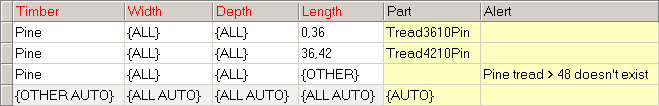 Timber Width Depth Length Part Alert
Pine {ALL} {ALL} 0,36 Tread3610Pin
Pine {ALL} {ALL} 36,42 Tread4210Pin
Pine {ALL} {ALL} {OTHER} Pine tread > 48 doesn't exist
{OTHER AUTO} {ALL AUTO} {ALL AUTO} {ALL AUTO} {AUTO}